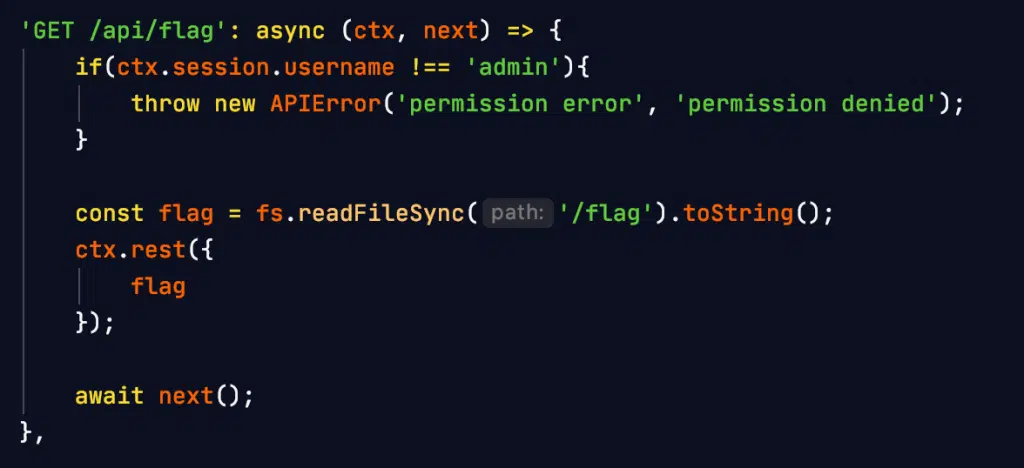 'GET /api/flag': async (ctx, next) => {
    if(ctx.session.username !== 'admin'){
        throw new APIError('permission error', 'permission denied');
    }

    const flag = fs.readFileSync( path: '/flag').toString();
    ctx.rest({
        flag
    });

    await next();
},